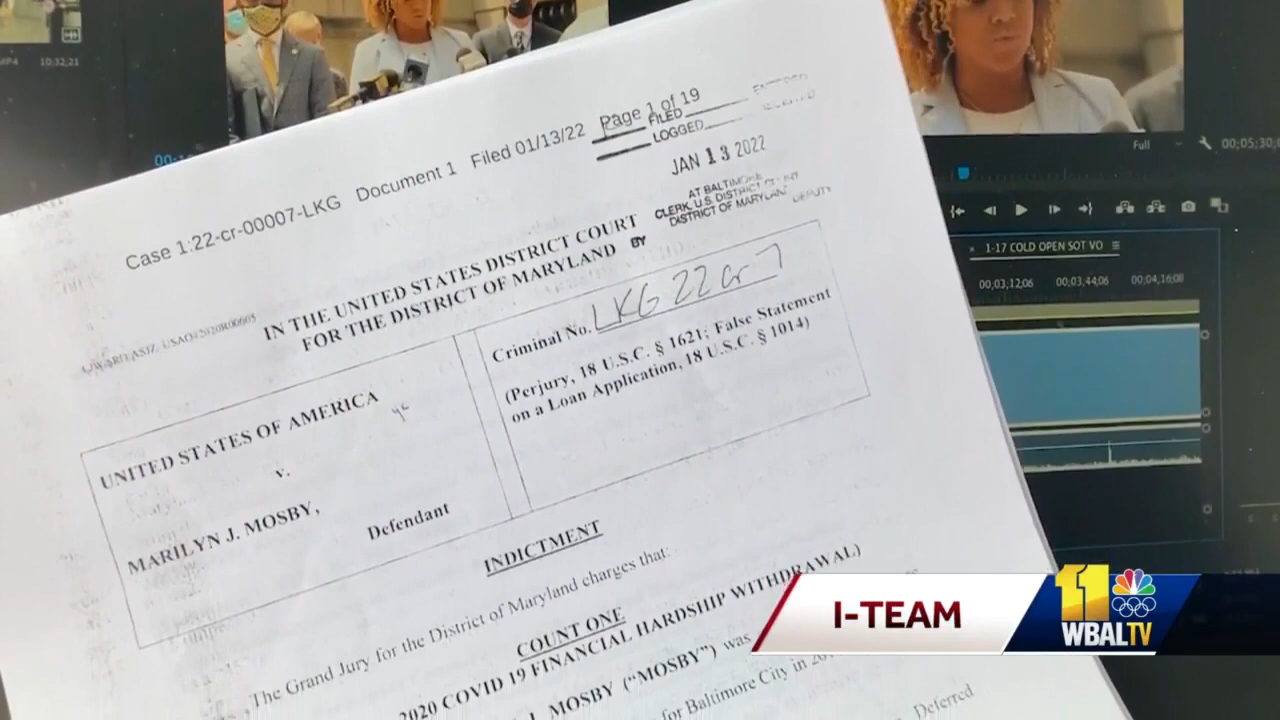 MP4
10;32;21
00;
Full
00;05;30;0
1-17 COLD OPEN SOT VO
00;03;12;06
00;03;44;06
00;04;16;08
Case 1:22-cr-00007-LKG Document 1 Filed 01/13/22 Page 1 of 19
FILED
LOGGED
JAN 13 2022
AT BALTIMORE
CLERK, U.S. DISTRICT
DISTRICT OF MARYLAND
BY
DEPUTY
USAO#2020R00605
IN THE UNITED STATES DISTRICT COURT
FOR THE DISTRICT OF MARYLAND
UNITED STATES OF AMERICA
v.
MARILYN J. MOSBY,
Defendant
Criminal No. LKG 22 cr 7
(Perjury, 18 U.S.C. § 1621; False Statement
on a Loan Application, 18 U.S.C. § 1014)
INDICTMENT
The Grand Jury for the District of Maryland charges that:
COUNT ONE
2020 COVID 19 FINANCIAL HARDSHIP WITHDRAWAL)
J. MOSBY ("MOSBY") was
for Baltimore City in
Deferred
I-TEAM
11
WBALTV